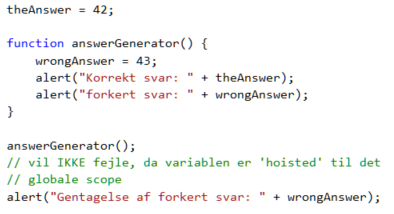 theAnswer = 42;
function answerGenerator() {
wrongAnswer = 43;
alert("Korrekt svar: " + theAnswer);
alert("forkert svar: " + wrongAnswer);
}
answerGenerator();
// vil IKKE fejle, da variablen er 'hoisted' til det
// globale scope
alert("Gentagelse af forkert svar: " + wrongAnswer);